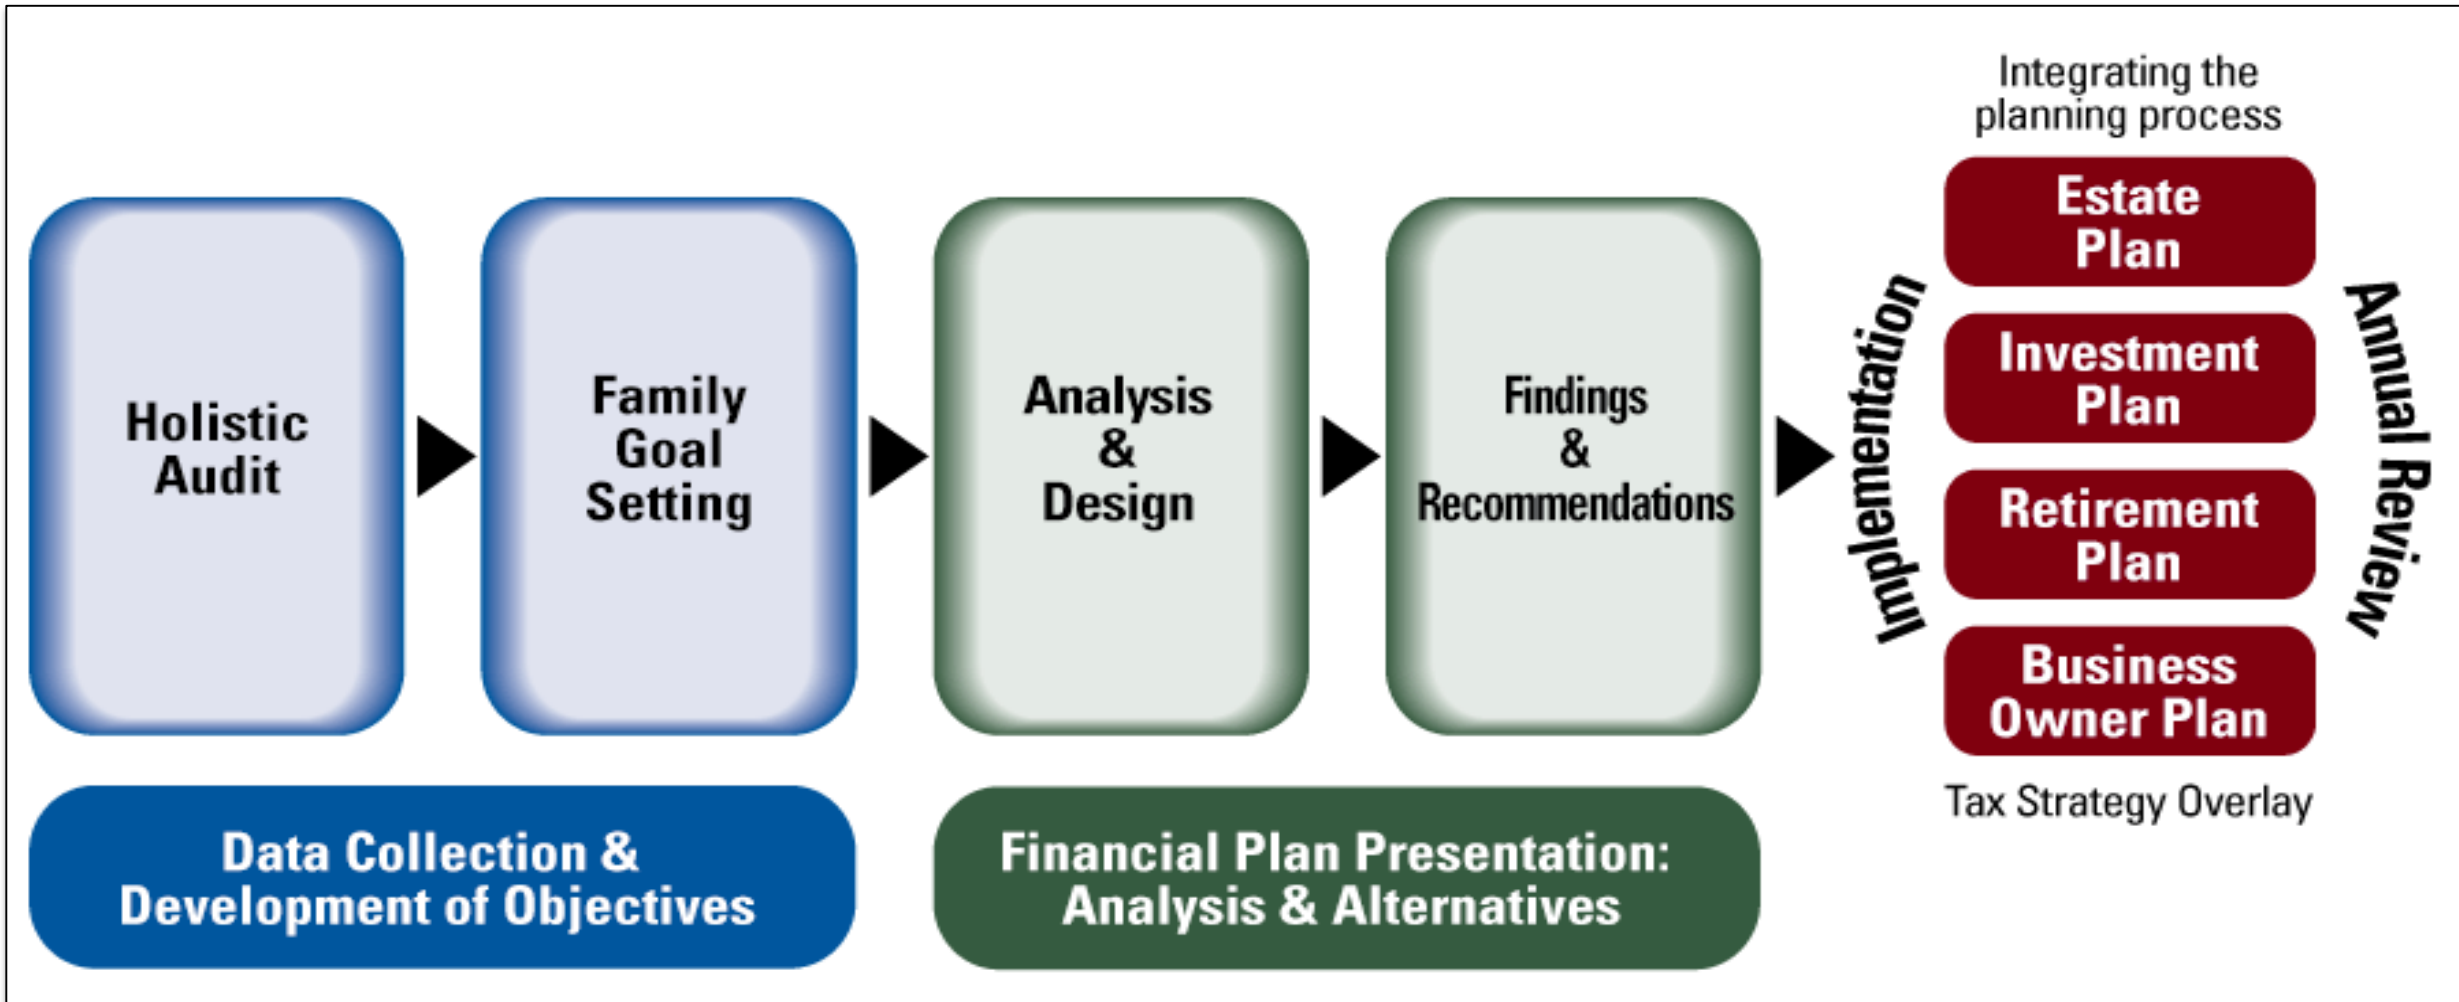 Holistic
Audit
Family
Goal
Setting
Analysis
&
Design
Findings
&
Recommendations
Data Collection &
Development of Objectives
Financial Plan Presentation:
Analysis & Alternatives
Implementation
Integrating the
planning process
Estate
Plan
Investment
Plan
Retirement
Plan
Business
Owner Plan
Tax Strategy Overlay
Annual Review